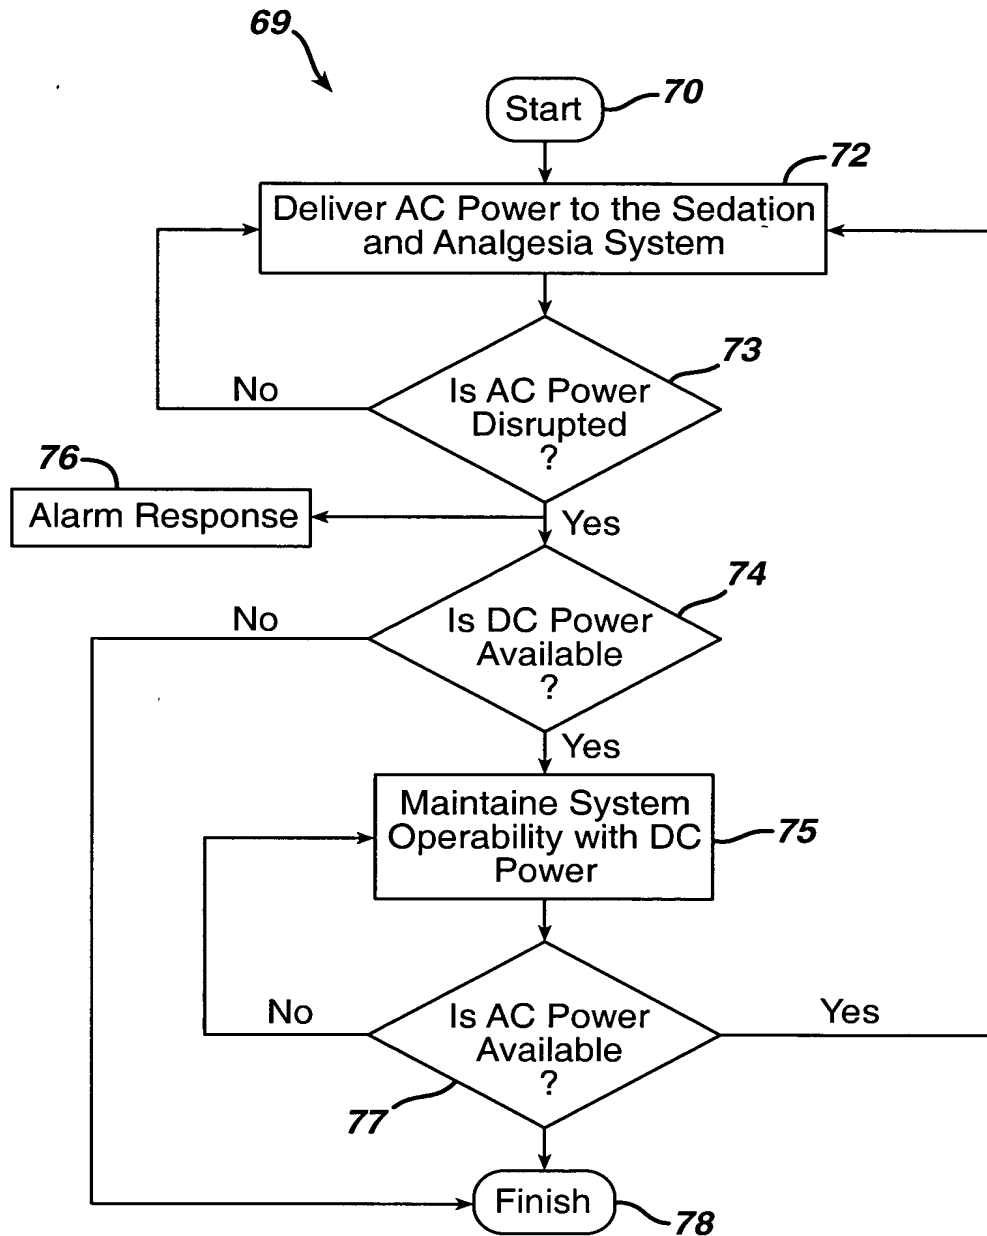 69
Start
70
72
Deliver AC Power to the Sedation
and Analgesia System
73
Is AC Power
Disrupted
?
No
76
Alarm Response
Yes
74
Is DC Power
Available
?
No
Yes
Maintaine System
Operability with DC
Power
75
Is AC Power
Available
?
No
Yes
77
Finish
78